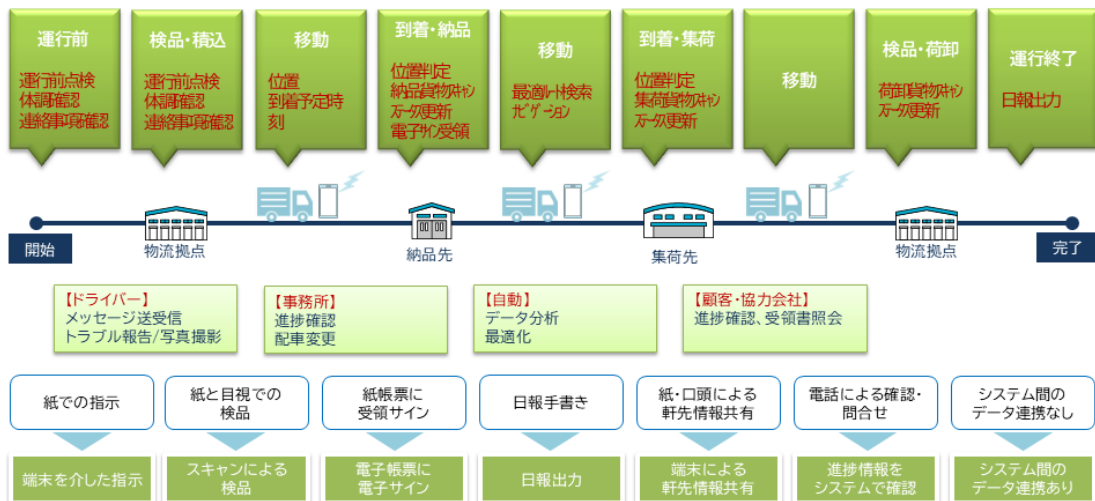 運行前
運行前点検
体調確認
連絡事項確認
検品・積込
運行前点検
体調確認
連絡事項確認
移動
位置
到着予定時
刻
到着・納品
位置判定
納品貨物スキャン
ステータス更新
電子サイン受領
移動
最適ルート検索
ナビゲーション
到着・集荷
位置判定
集荷貨物スキャン
ステータス更新
移動
検品・荷卸
荷卸貨物スキャン
ステータス更新
運行終了
日報出力
開始
物流拠点
納品先
集荷先
物流拠点
完了
【ドライバー】
メッセージ送受信
トラブル報告/写真撮影
【事務所】
進捗確認
配車変更
【自動】
データ分析
最適化
【顧客・協力会社】
進捗確認、受領書照会
紙での指示
紙と目視での
検品
紙帳票に
受領サイン
日報手書き
紙・口頭による
軒先情報共有
電話による確認・
問合せ
システム間の
データ連携なし
端末を介した指示
スキャンによる
検品
電子帳票に
電子サイン
日報出力
端末による
軒先情報共有
進捗情報を
システムで確認
システム間の
データ連携あり